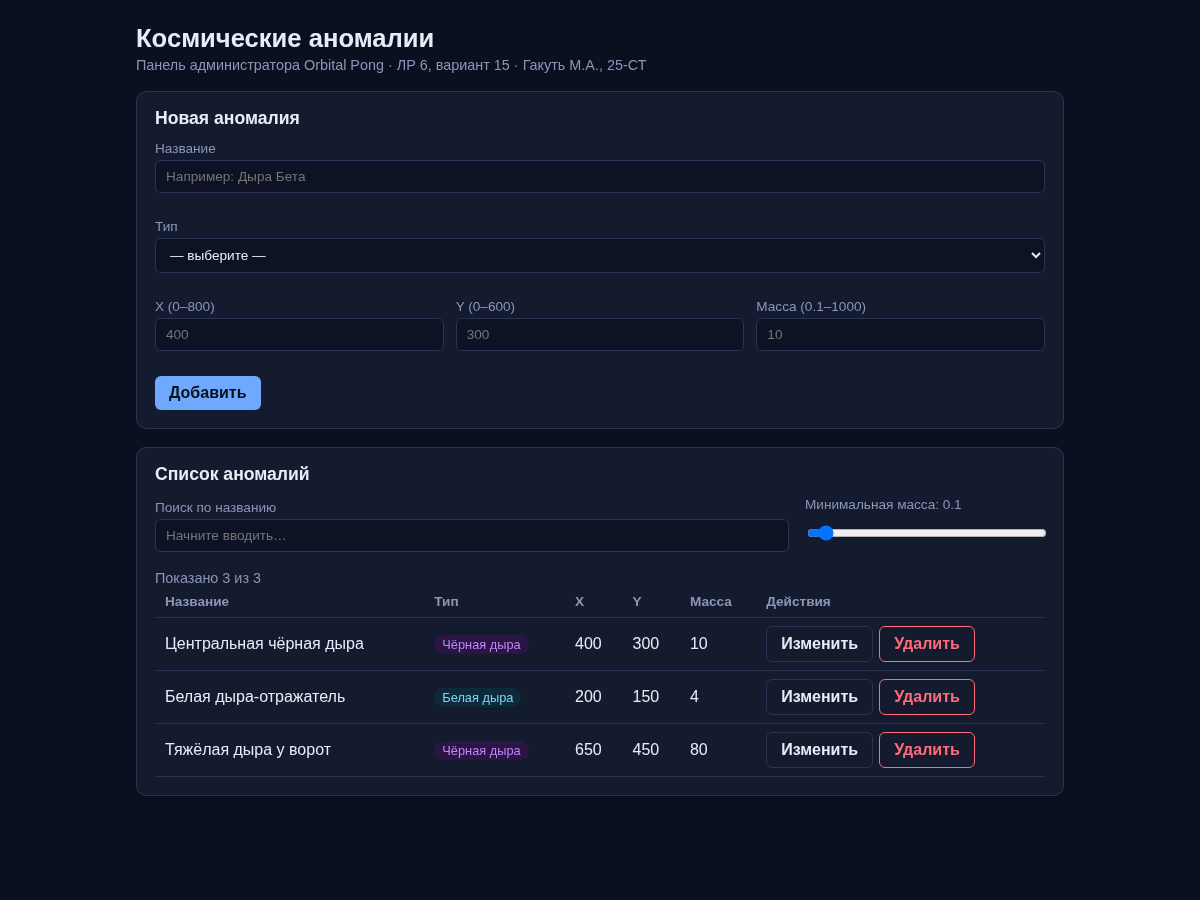 Космические аномалии
Панель администратора Orbital Pong · ЛР 6, вариант 15 · Гакуть М.А., 25-СТ
Новая аномалия
Название
Например: Дыра Бета
Тип
— выберите —
X (0–800) Y (0–600) Масса (0.1–1000)
400 300 10
Добавить
Список аномалий
Поиск по названию Минимальная масса: 0.1
Начните вводить…
Показано 3 из 3
Название Тип X Y Масса Действия
Центральная чёрная дыра Чёрная дыра 400 300 10 Изменить Удалить
Белая дыра-отражатель Белая дыра 200 150 4 Изменить Удалить
Тяжёлая дыра у ворот Чёрная дыра 650 450 80 Изменить Удалить